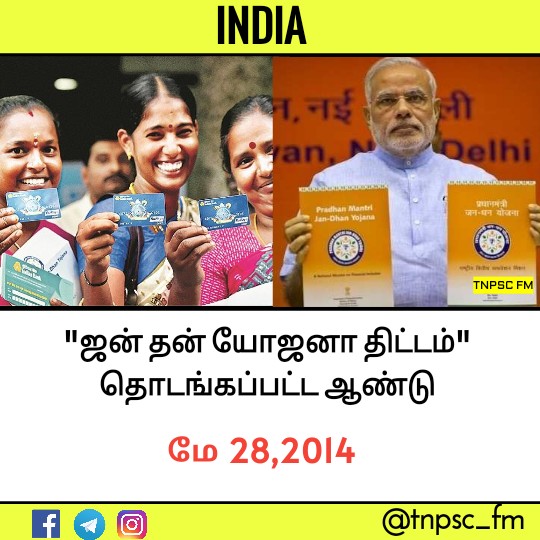 INDIA
न, नई
ली
van, N
Delhi
Pradhan Mantri
Jan-Dhan Yojana
प्रधानमंत्री
जन-धन योजना
TNPSC FM
"ஜன் தன் யோஜனா திட்டம்"
தொடங்கப்பட்ட ஆண்டு
மே 28,2014
@tnpsc_fm